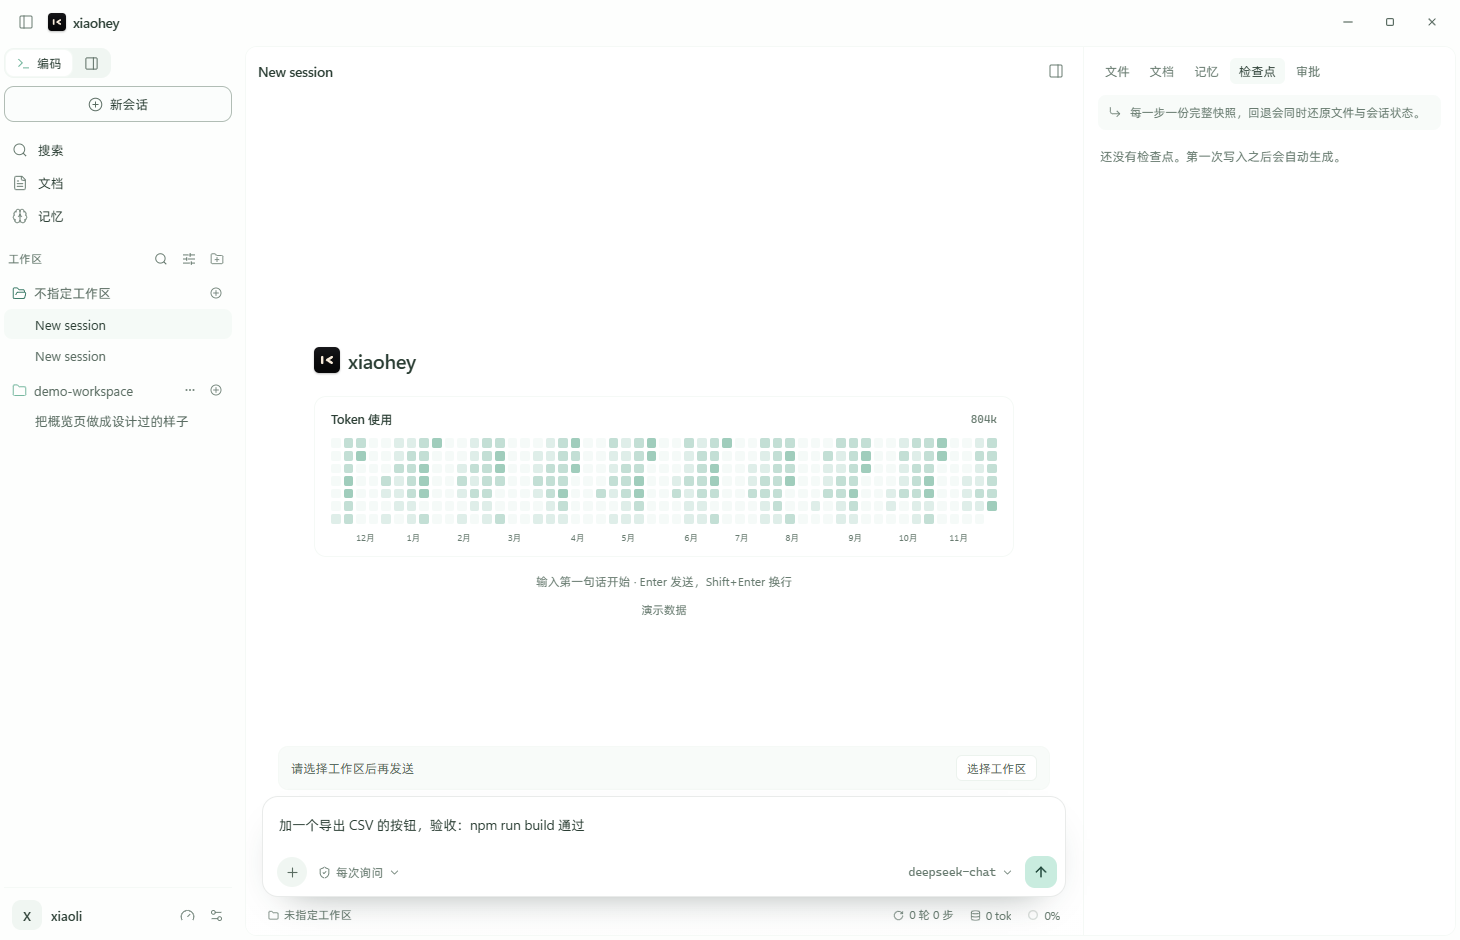 xiaohey
编码
新会话
搜索
文档
记忆
工作区
不指定工作区
New session
New session
demo-workspace
把概览页做成设计过的样子
X xiaoli
New session
xiaohey
Token 使用 804k
12月 1月 2月 3月 4月 5月 6月 7月 8月 9月 10月 11月
输入第一句话开始 · Enter 发送，Shift+Enter 换行
演示数据
请选择工作区后再发送 选择工作区
加一个导出 CSV 的按钮，验收：npm run build 通过
每次询问 deepseek-chat
未指定工作区 0 轮 0 步 0 tok 0%
文件 文档 记忆 检查点 审批
每一步一份完整快照，回退会同时还原文件与会话状态。
还没有检查点。第一次写入之后会自动生成。